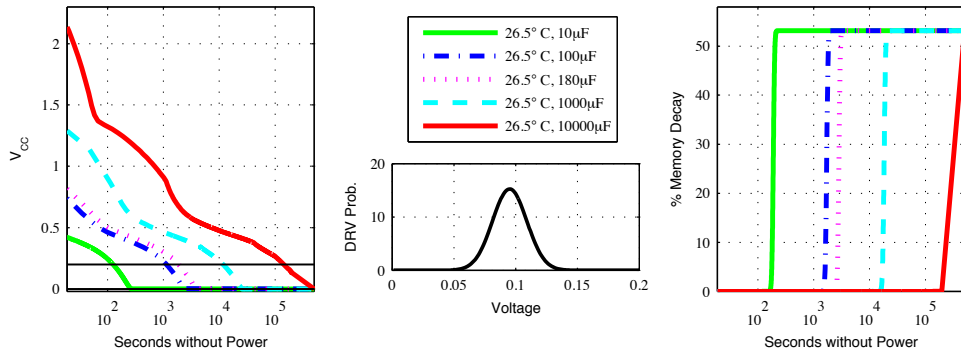 2
1.5
1
0.5
0
V_CC
10^2
10^3
10^4
10^5
Seconds without Power
26.5° C, 10µF
26.5° C, 100µF
26.5° C, 180µF
26.5° C, 1000µF
26.5° C, 10000µF
20
10
0
DRV Prob.
0
0.05
0.1
0.15
0.2
Voltage
50
40
30
20
10
0
% Memory Decay
10^2
10^3
10^4
10^5
Seconds without Power